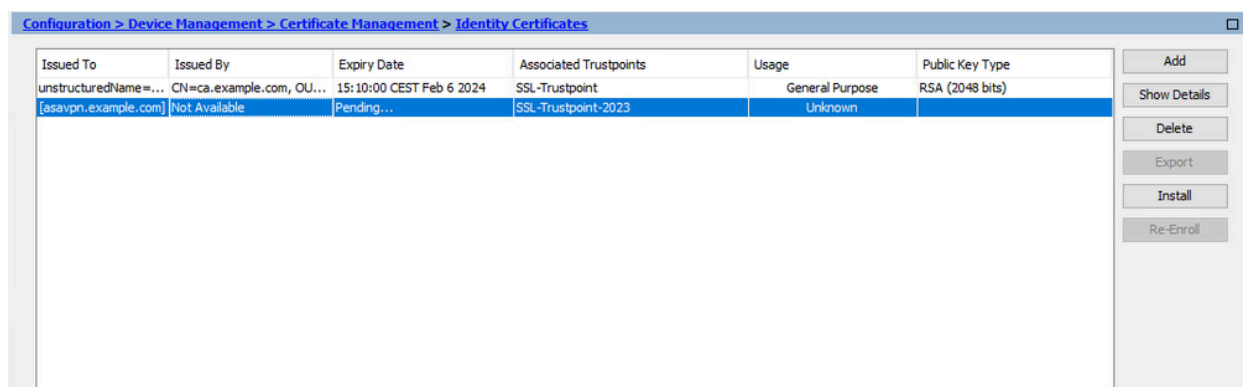 Configuration > Device Management > Certificate Management > Identity Certificates
Issued To Issued By Expiry Date Associated Trustpoints Usage Public Key Type
unstructuredName=... CN=ca.example.com, OU... 15:10:00 CEST Feb 6 2024 SSL-Trustpoint General Purpose RSA (2048 bits)
[asavpn.example.com] Not Available Pending... SSL-Trustpoint-2023 Unknown
Add
Show Details
Delete
Export
Install
Re-Enroll